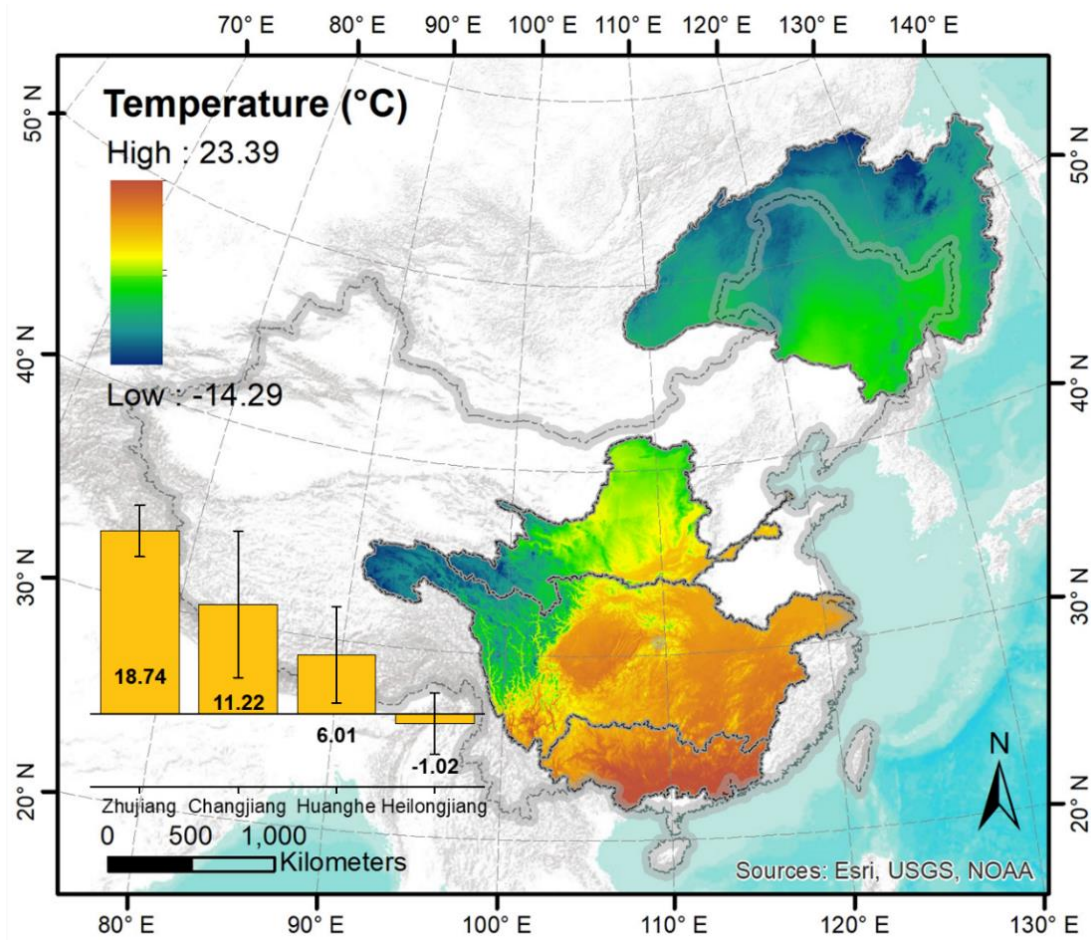 70° E 80° E 90° E 100° E 110° E 120° E 130° E 140° E
50° N
40° N
30° N
20° N
Temperature (°C)
High : 23.39
Low : -14.29
18.74
11.22
6.01
-1.02
Zhujiang Changjiang Huanghe Heilongjiang
0 500 1,000
Kilometers
N
Sources: Esri, USGS, NOAA
50° N
40° N
30° N
20° N
80° E 90° E 100° E 110° E 120° E 130° E